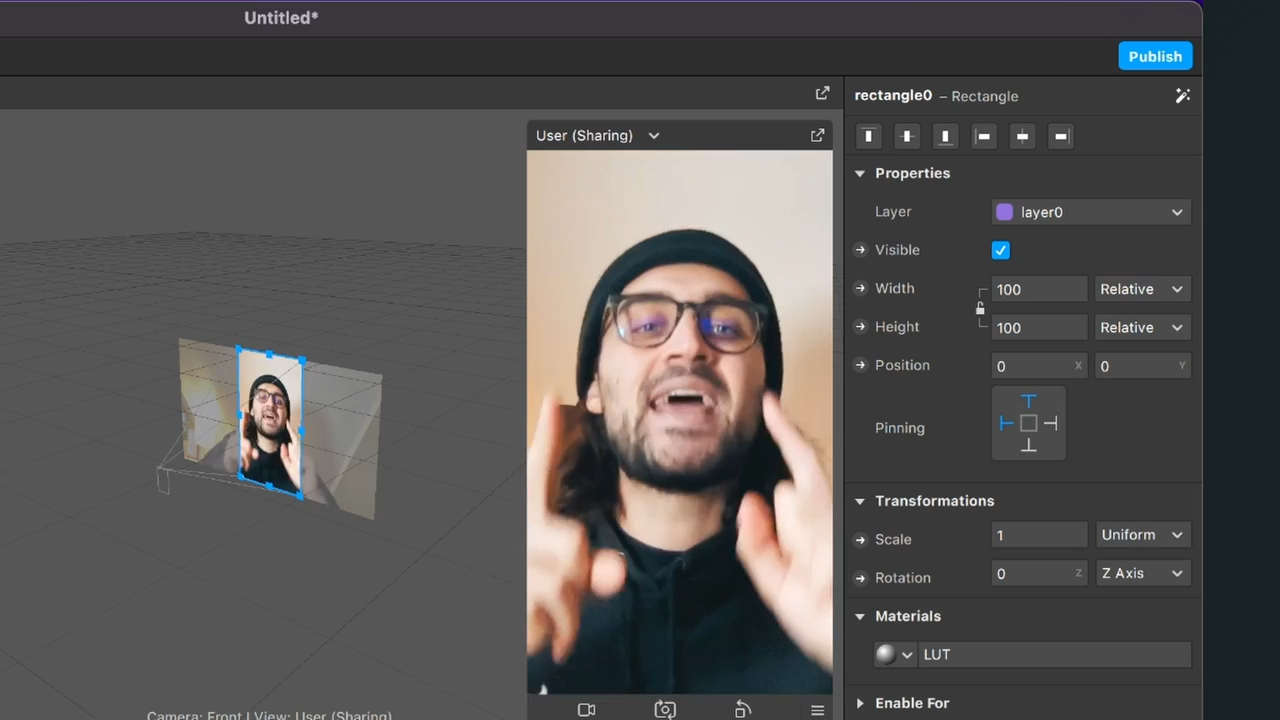 Untitled*
Publish
User (Sharing)
rectangle0 – Rectangle
Properties
Layer layer0
Visible
Width 100 Relative
Height 100 Relative
Position 0 X 0 Y
Pinning
Transformations
Scale 1 Uniform
Rotation 0 Z Z Axis
Materials
LUT
Enable For
Camera: Front | View: User (Sharing)